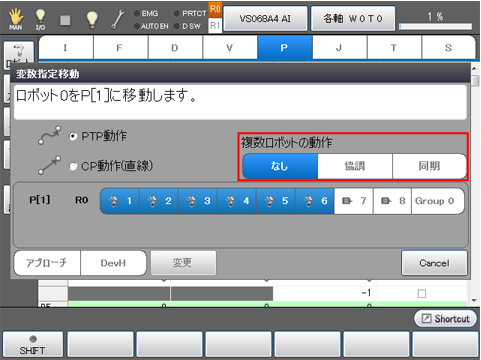 MAN
I/O
EMG
AUTO EN
PRTCT
D SW
R0
R1
VS068A4 AI
各軸 W0T0
1 %
I F D V P J T S
変数指定移動
ロボット0をP[1]に移動します。
PTP動作
CP動作(直線)
複数ロボットの動作
なし 協調 同期
P[1] R0 1 2 3 4 5 6 7 8 Group 0
アプローチ DevH 変更 Cancel
-1
Shortcut
SHIFT